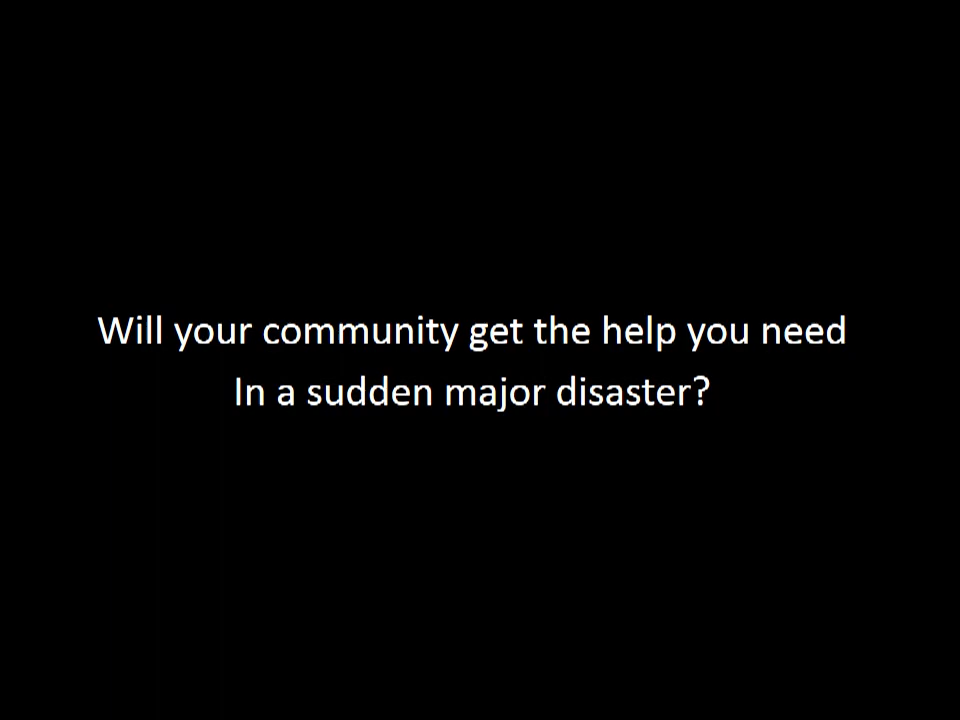 Will your community get the help you need
In a sudden major disaster?